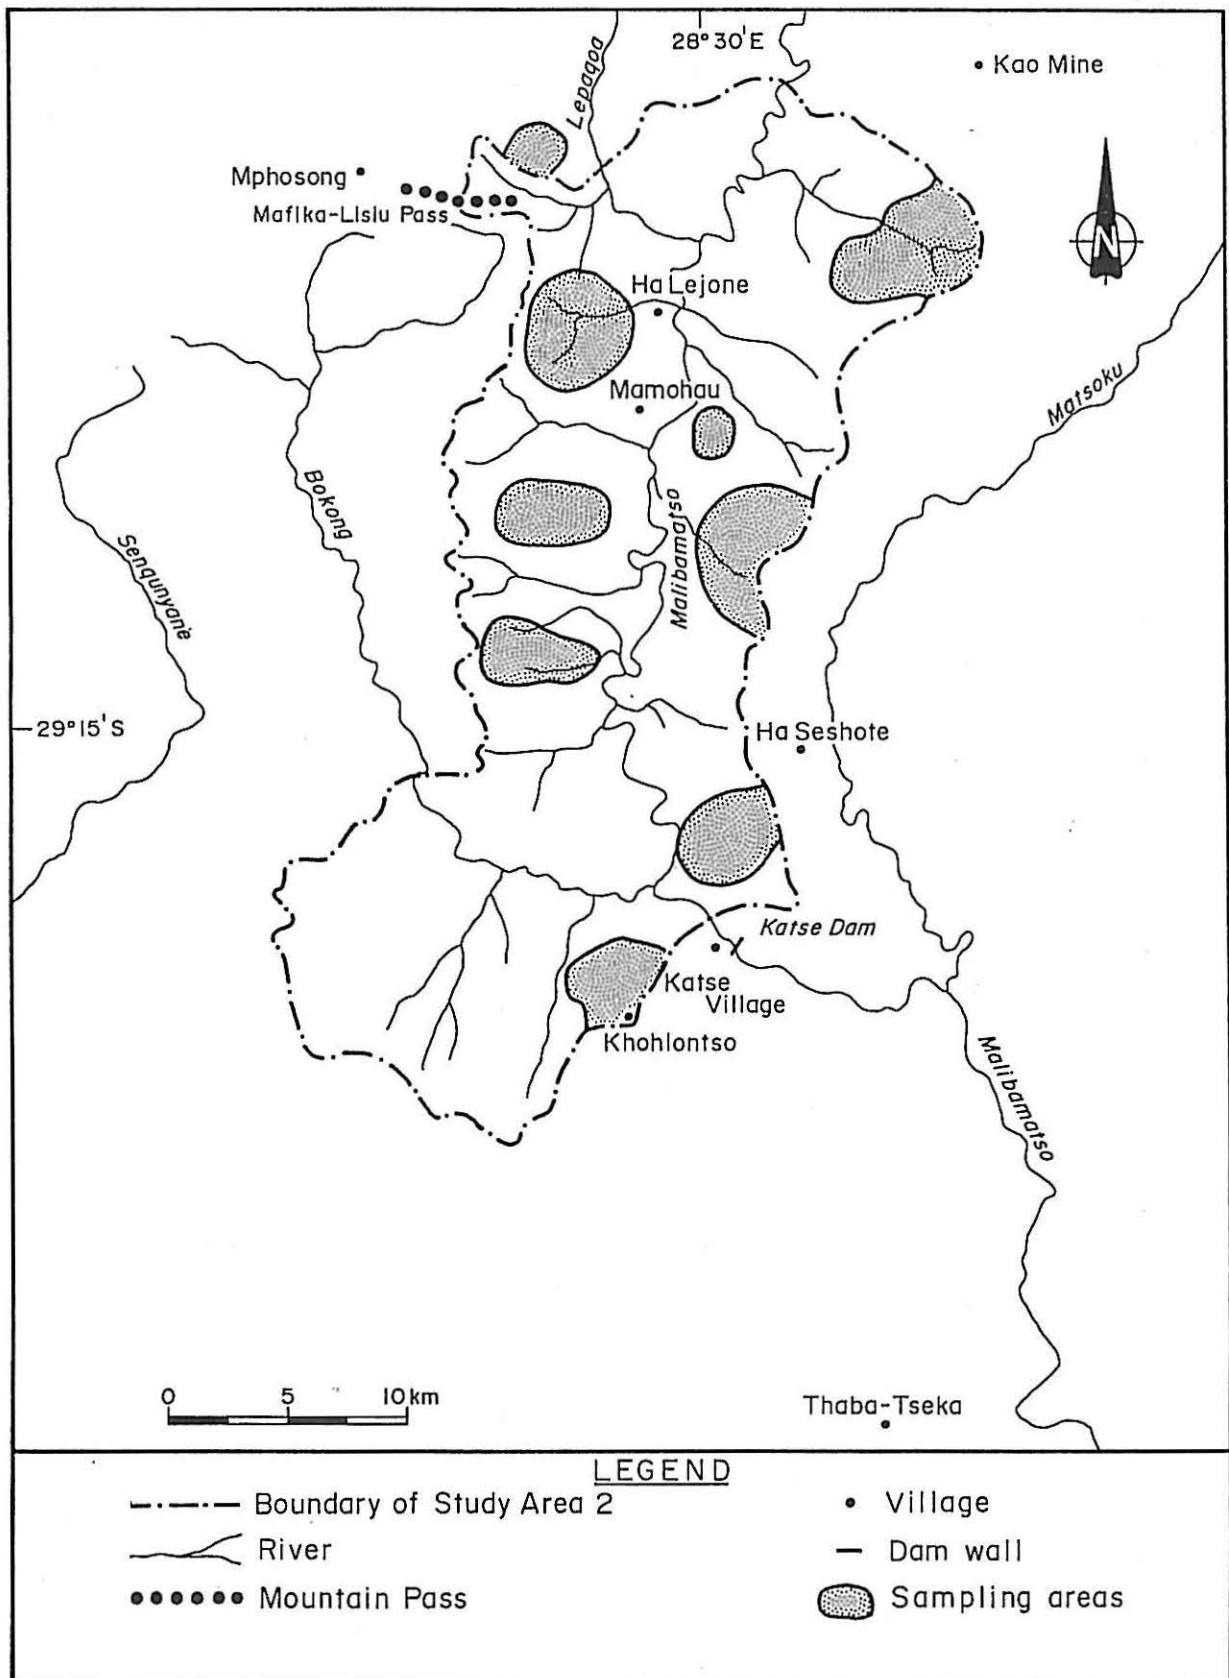 28°30'E
Kao Mine
Lepaqoa
Mphosong
Mafika-Lisiu Pass
N
Ha Lejone
Matsoku
Mamohau
Bokong
Malibamatso
Senqunyane
29°15'S
Ha Seshote
Katse Dam
Katse
Village
Khohlontso
Malibamatso
0 5 10 km
Thaba-Tseka
LEGEND
Boundary of Study Area 2
Village
River
Dam wall
Mountain Pass
Sampling areas